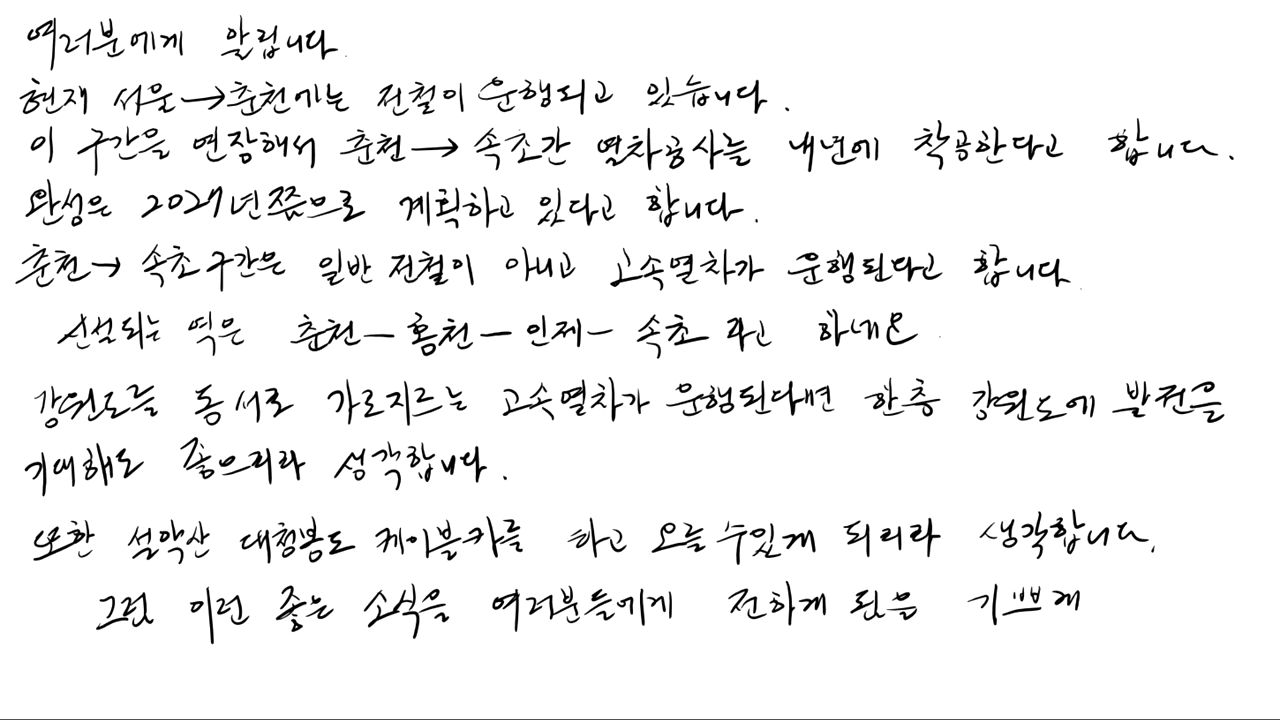 여러분에게 알립니다.
현재 서울→춘천에는 전철이 운행되고 있습니다.
이 구간을 연장해서 춘천→속초간 열차공사를 내년에 착공한다고 합니다.
완성은 2027년쯤으로 계획하고 있다고 합니다.
춘천→속초구간은 일반 전철이 아니고 고속열차가 운행된다고 합니다.
신설되는 역은 춘천-홍천-인제-속초 라고 하네요.
강원도를 동서로 가로지르는 고속열차가 운행된다면 한층 강원도에 발전을
기대해도 좋으리라 생각합니다.
또한 설악산 대청봉도 케이블카를 타고 오를 수있게 되리라 생각합니다.
그럼 이런 좋은 소식을 여러분들에게 전하게 됬을 기쁘게